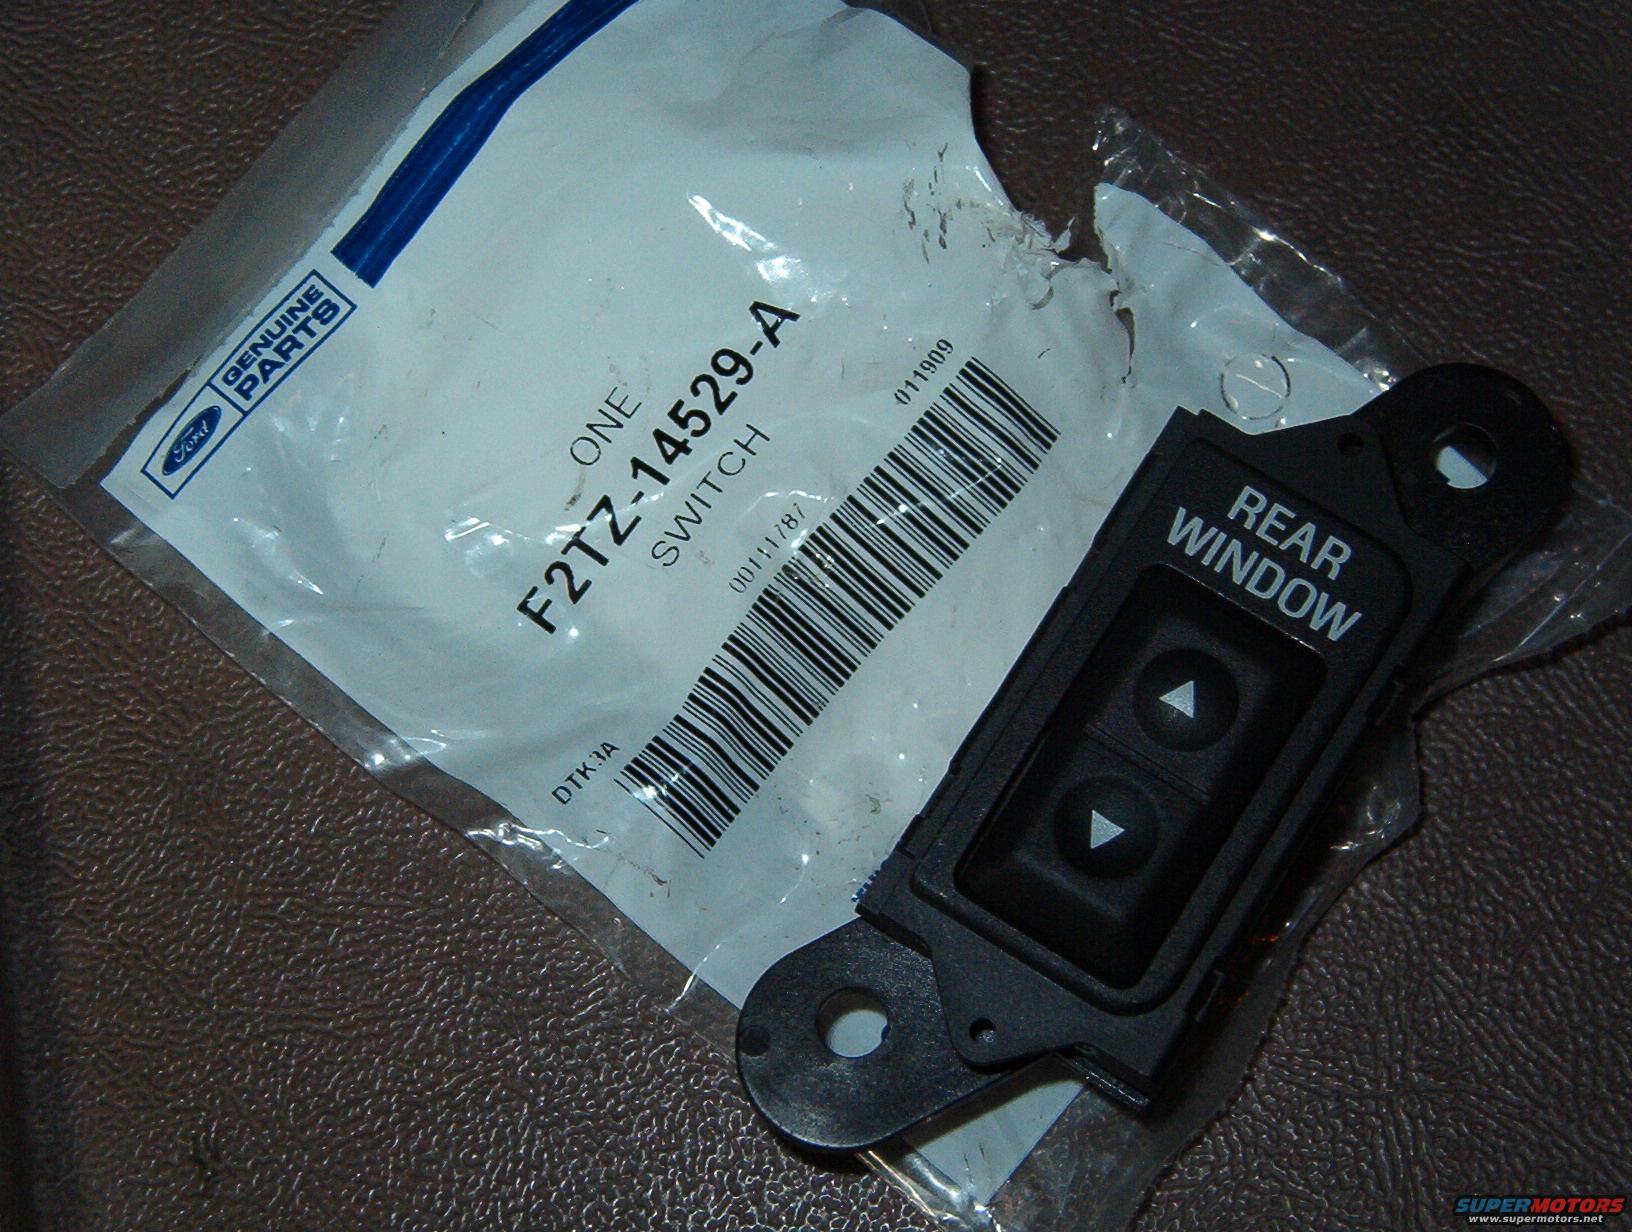 Ford
GENUINE
PARTS
ONE
F2TZ-14529-A
SWITCH
011909
DTK3A
REAR
WINDOW
SUPERMOTORS
www.supermotors.net